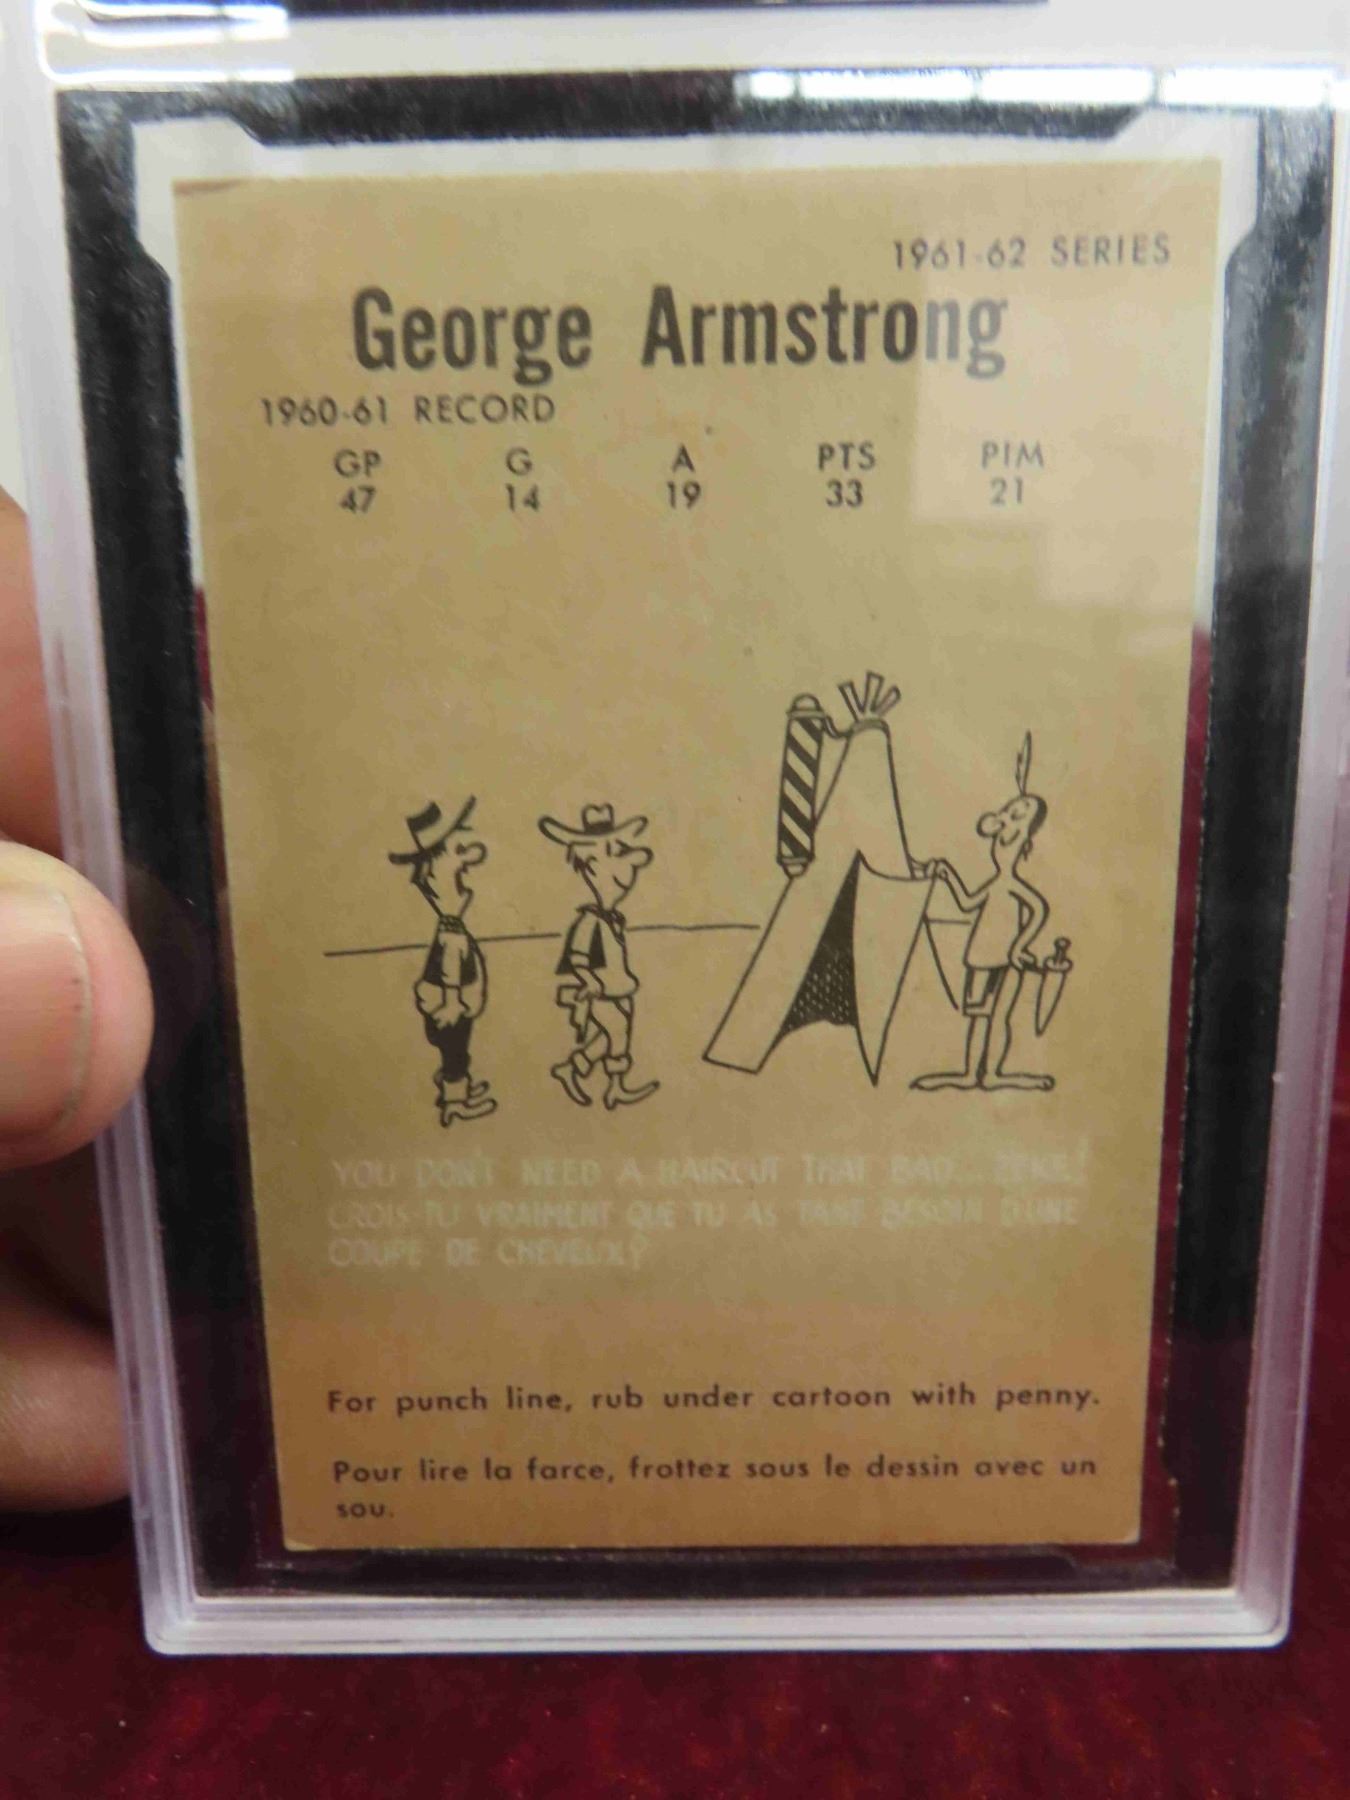 1961-62 SERIES
George Armstrong
1960-61 RECORD
GP G A PTS PIM
47 14 19 33 21
YOU DON'T NEED A HAIRCUT THAT BAD... ZEKE!
CROIS-TU VRAIMENT QUE TU AS TANT BESOIN D'UNE
COUPE DE CHEVEUX?
For punch line, rub under cartoon with penny.
Pour lire la farce, frottez sous le dessin avec un
sou.